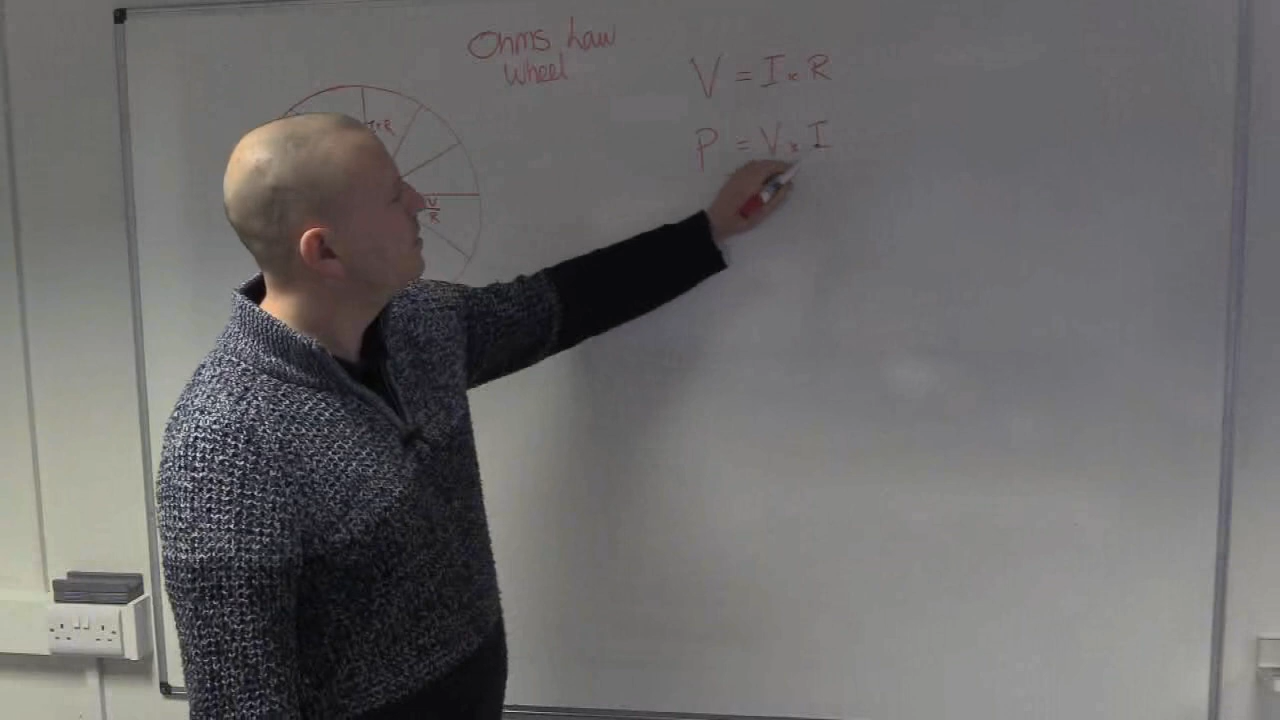 Ohms Law
Wheel
V = I × R
P = V × I
I×R
V
R